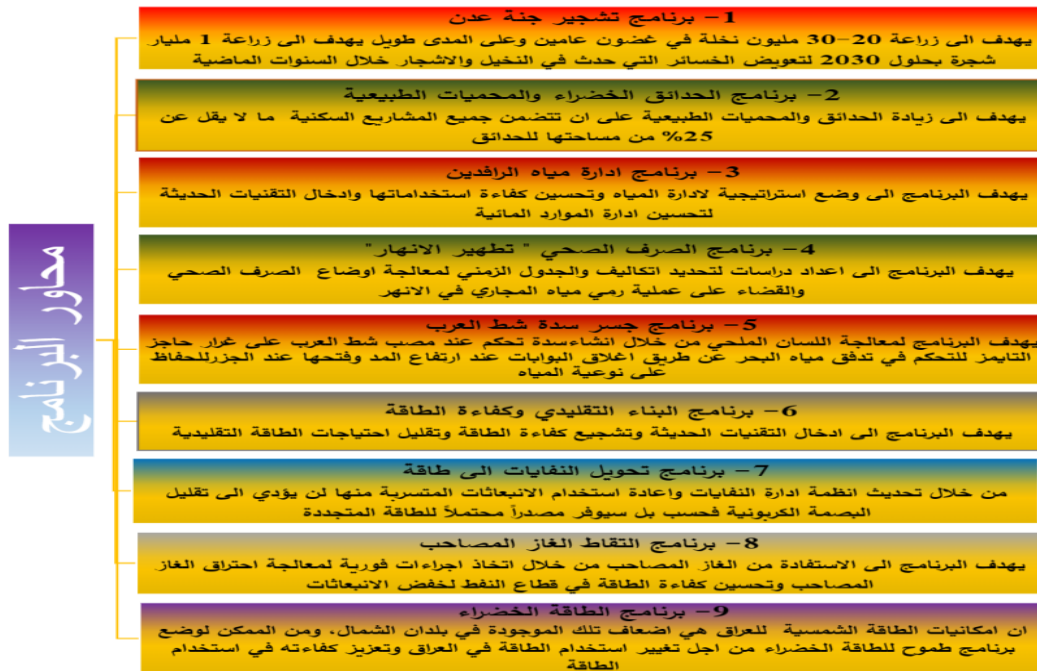 محاور البرنامج
1- برنامج تشجير جنة عدن
يهدف الى زراعة 20-30 مليون نخلة في غضون عامين وعلى المدى طويل يهدف الى زراعة 1 مليار
شجرة بحلول 2030 لتعويض الخسائر التي حدث في النخيل والاشجار خلال السنوات الماضية
2- برنامج الحدائق الخضراء والمحميات الطبيعية
يهدف الى زيادة الحدائق والمحميات الطبيعية على ان تتضمن جميع المشاريع السكنية ما لا يقل عن
25% من مساحتها للحدائق
3- برنامج ادارة مياه الرافدين
يهدف البرنامج الى وضع استراتيجية لادارة المياه وتحسين كفاءة استخداماتها وادخال التقنيات الحديثة
لتحسين ادارة الموارد المائية
4- برنامج الصرف الصحي " تطهير الانهار"
يهدف البرنامج الى اعداد دراسات لتحديد اتكاليف والجدول الزمني لمعالجة اوضاع الصرف الصحي
والقضاء على عملية رمي مياه المجاري في الانهر
5- برنامج جسر سدة شط العرب
يهدف البرنامج لمعالجة اللسان الملحي من خلال انشاءسدة تحكم عند مصب شط العرب على غرار حاجز
التايمز للتحكم في تدفق مياه البحر عن طريق اغلاق البوابات عند ارتفاع المد وفتحها عند الجزرللحفاظ
على نوعية المياه
6- برنامج البناء التقليدي وكفاءة الطاقة
يهدف البرنامج الى ادخال التقنيات الحديثة وتشجيع كفاءة الطاقة وتقليل احتياجات الطاقة التقليدية
7- برنامج تحويل النفايات الى طاقة
من خلال تحديث انظمة ادارة النفايات وإعادة استخدام الانبعاثات المتسربة منها لن يؤدي الى تقليل
البصمة الكربونية فحسب بل سيوفر مصدراً محتملاً للطاقة المتجددة
8- برنامج التقاط الغاز المصاحب
يهدف البرنامج الى الاستفادة من الغاز المصاحب من خلال اتخاذ اجراءات فورية لمعالجة احتراق الغاز
المصاحب وتحسين كفاءة الطاقة في قطاع النفط لخفض الانبعاثات
9- برنامج الطاقة الخضراء
ان امكانيات الطاقة الشمسية للعراق هي اضعاف تلك الموجودة في بلدان الشمال، ومن الممكن لوضع
برنامج طموح للطاقة الخضراء من اجل تغيير استخدام الطاقة في العراق وتعزيز كفاءته في استخدام
الطاقة